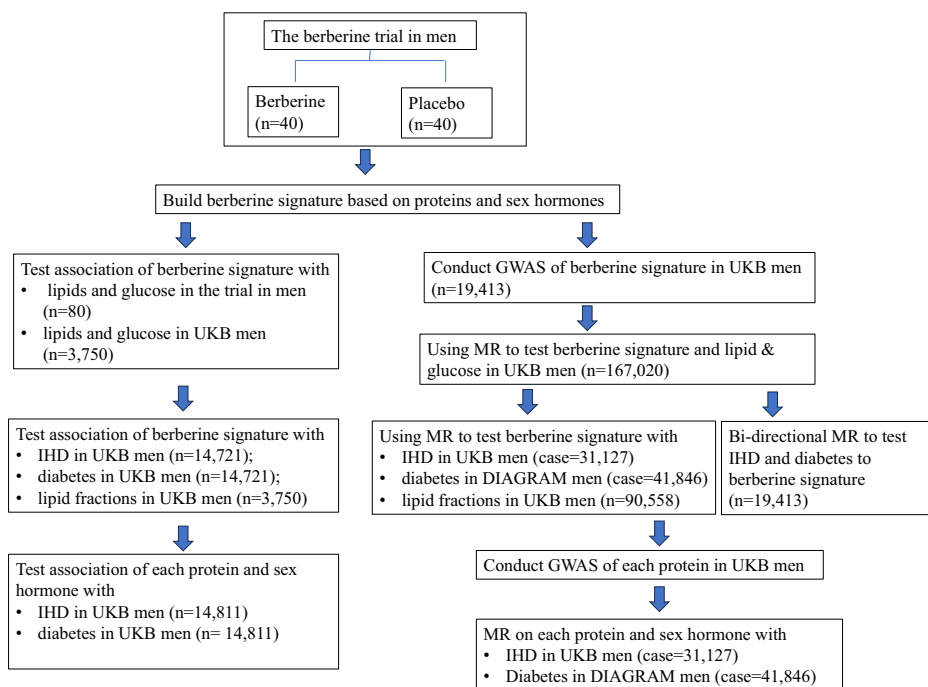 The berberine trial in men
Berberine
(n=40)
Placebo
(n=40)
Build berberine signature based on proteins and sex hormones
Test association of berberine signature with
• lipids and glucose in the trial in men
(n=80)
• lipids and glucose in UKB men
(n=3,750)
Conduct GWAS of berberine signature in UKB men
(n=19,413)
Using MR to test berberine signature and lipid &
glucose in UKB men (n=167,020)
Test association of berberine signature with
• IHD in UKB men (n=14,721);
• diabetes in UKB men (n=14,721);
• lipid fractions in UKB men (n=3,750)
Using MR to test berberine signature with
• IHD in UKB men (case=31,127)
• diabetes in DIAGRAM men (case=41,846)
• lipid fractions in UKB men (n=90,558)
Bi-directional MR to test
IHD and diabetes to
berberine signature
(n=19,413)
Test association of each protein and sex
hormone with
• IHD in UKB men (n=14,811)
• diabetes in UKB men (n= 14,811)
Conduct GWAS of each protein in UKB men
MR on each protein and sex hormone with
• IHD in UKB men (case=31,127)
• Diabetes in DIAGRAM men (case=41,846)